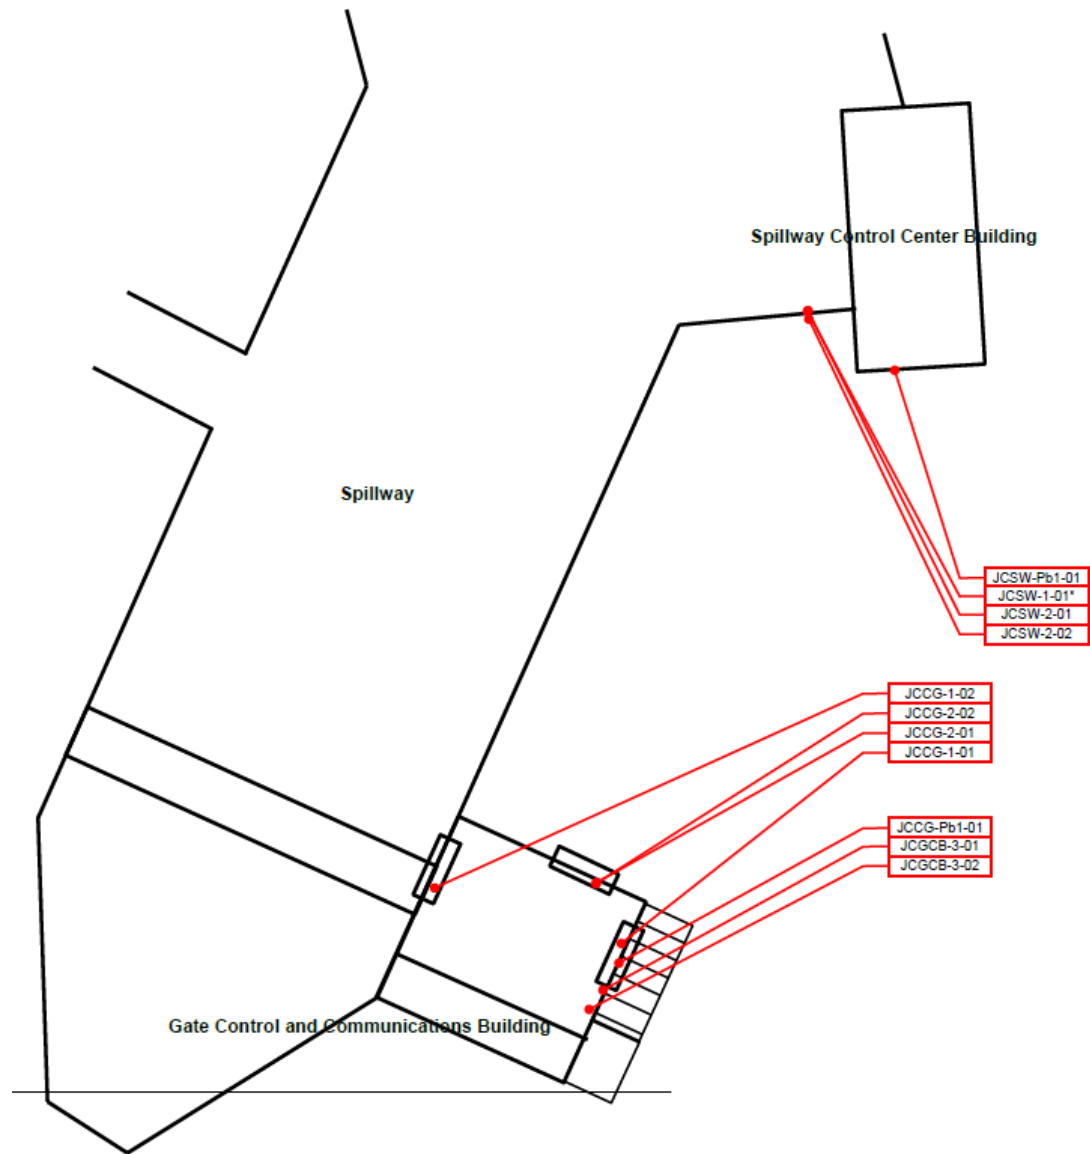 Spillway Control Center Building
Spillway
JCSW-Pb1-01
JCSW-1-01*
JCSW-2-01
JCSW-2-02
JCCG-1-02
JCCG-2-02
JCCG-2-01
JCCG-1-01
JCCG-Pb1-01
JCGCB-3-01
JCGCB-3-02
Gate Control and Communications Building